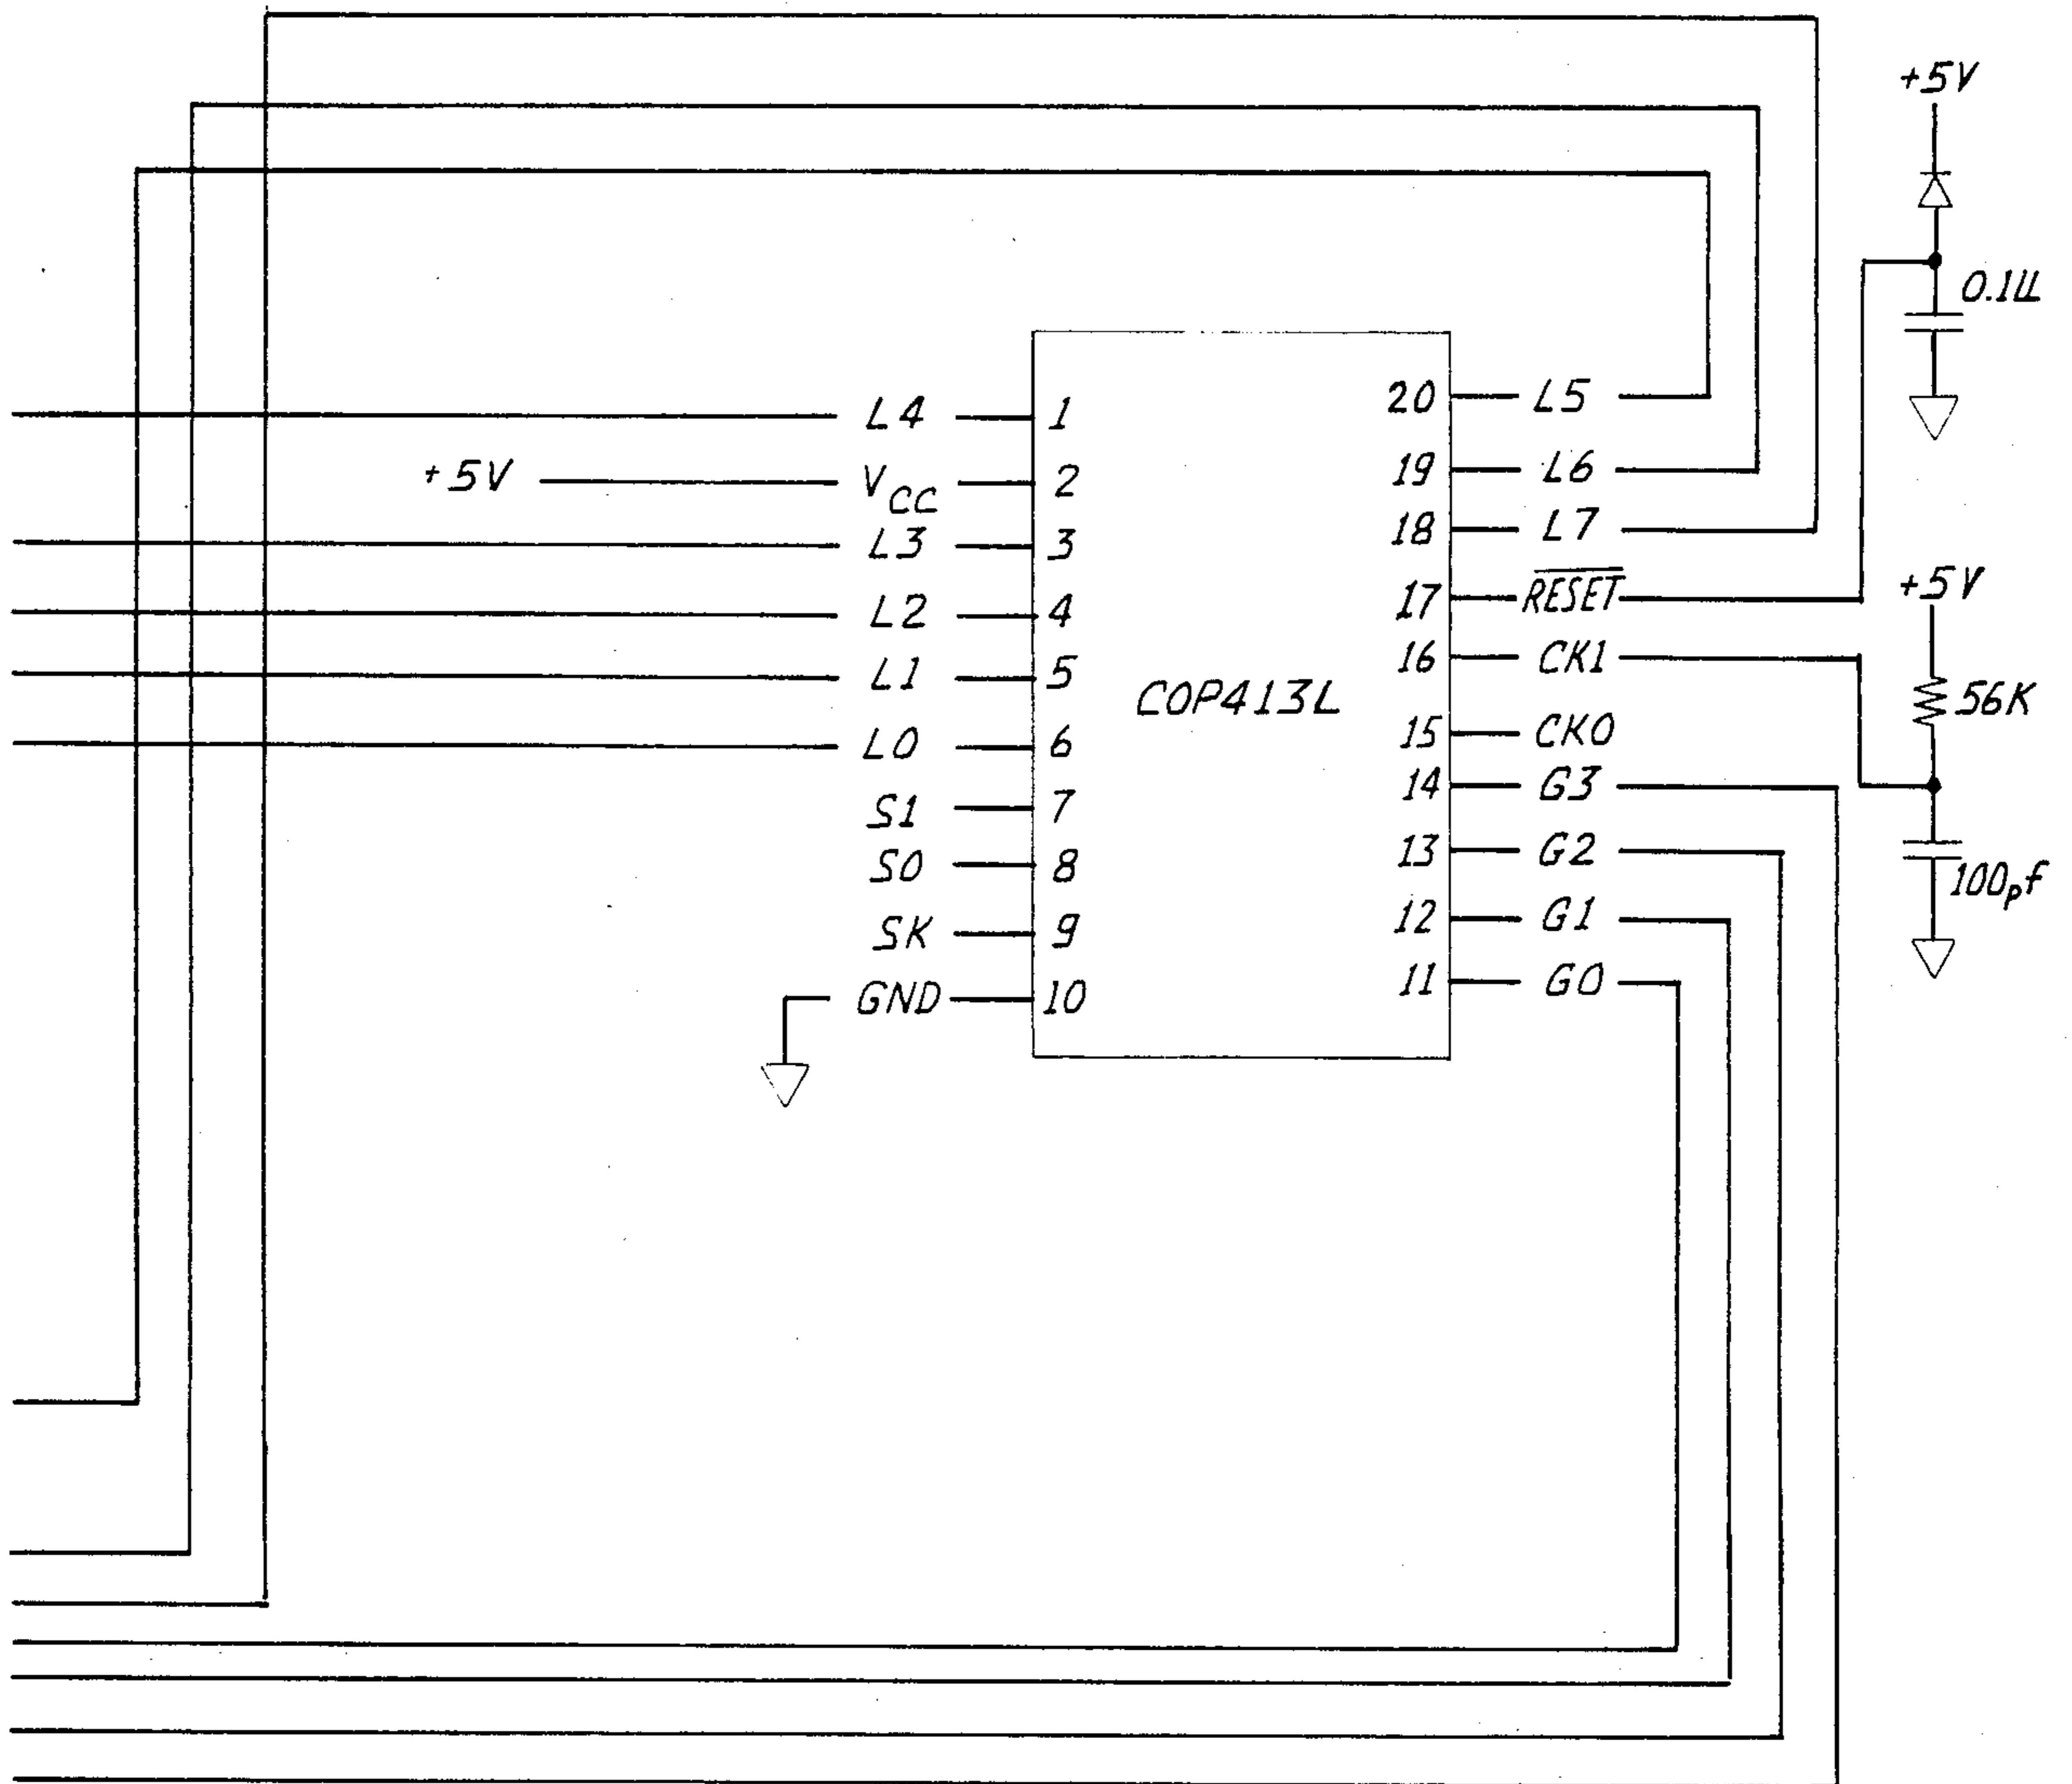 +5V
0.1µ
L4 1
+5V VCC 2
L3 3
L2 4
L1 5
L0 6
S1 7
S0 8
SK 9
GND 10
COP413L
20 L5
19 L6
18 L7
17 RESET
16 CK1
15 CK0
14 G3
13 G2
12 G1
11 G0
+5V
56K
100pf